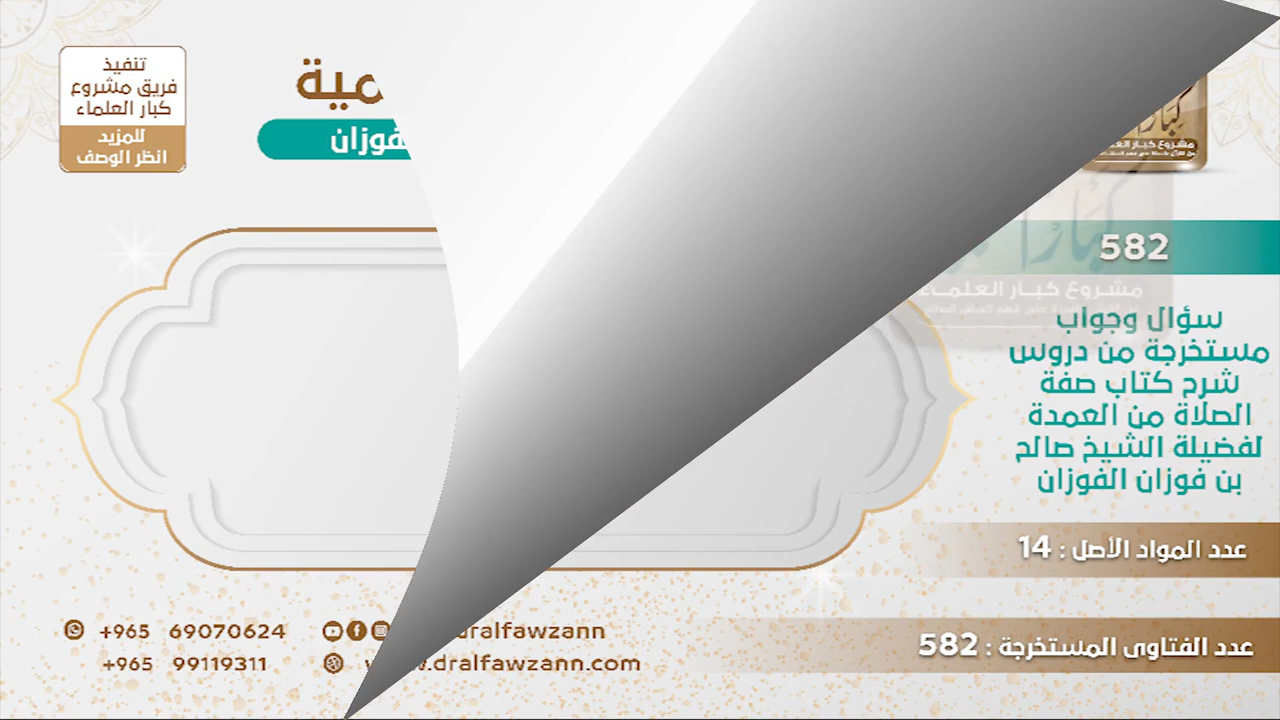 تنفيذ
فريق مشروع
كبار العلماء
للمزيد
انظر الوصف
مشروع كبار العلماء
582
سؤال وجواب
مستخرجة من دروس
شرح كتاب صفة
الصلاة من العمدة
لفضيلة الشيخ صالح
بن فوزان الفوزان
عدد المواد الأصل : 14
عدد الفتاوى المستخرجة : 582
+965 69070624
dralfawzann
+965 99119311
.dralfawzann.com